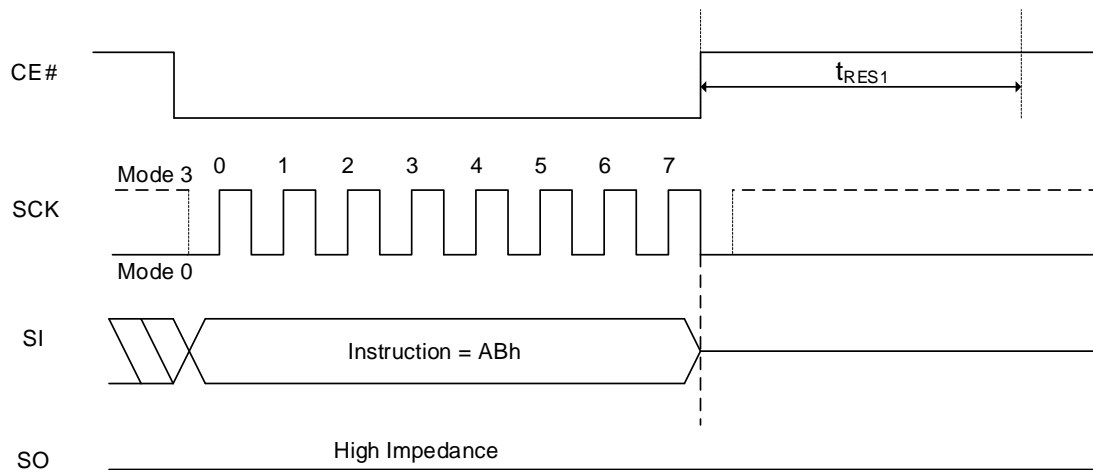 CE#
tRES1
Mode 3
0 1 2 3 4 5 6 7
SCK
Mode 0
SI
Instruction = ABh
High Impedance
SO